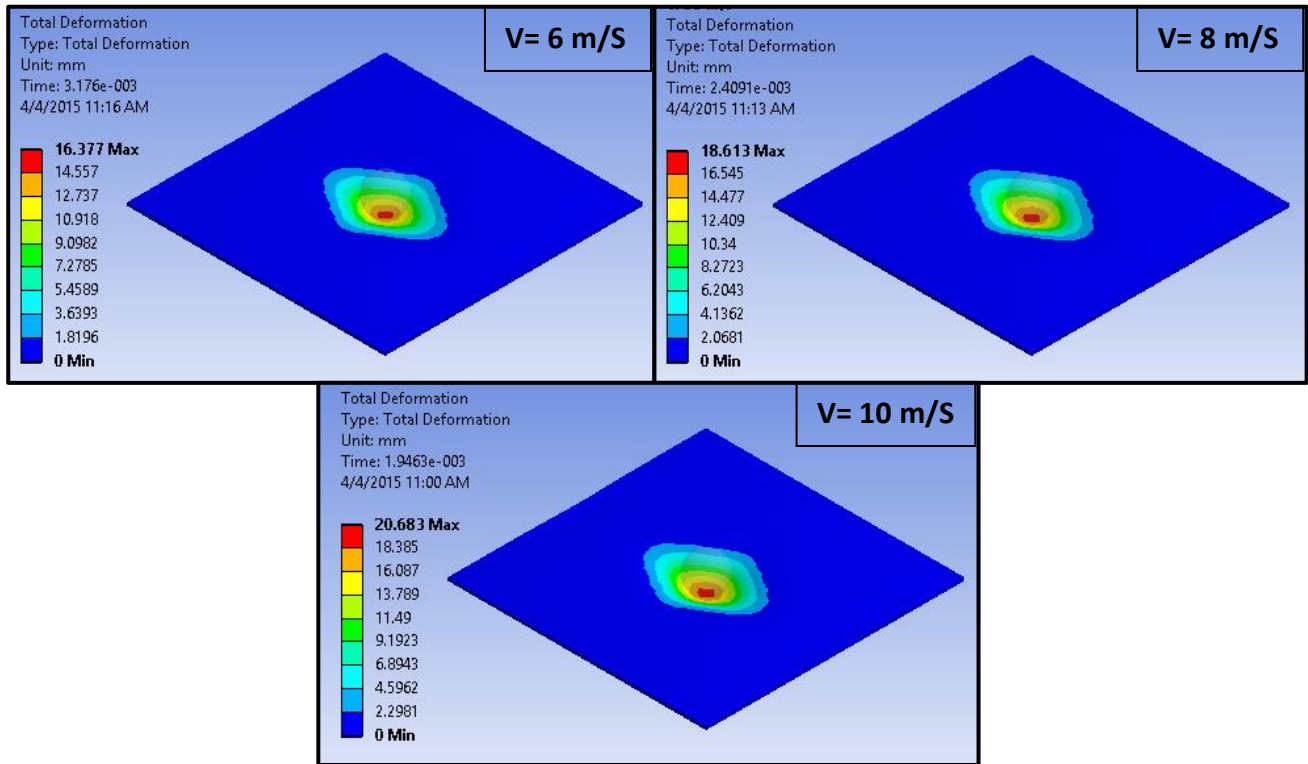 Total Deformation
Type: Total Deformation
Unit: mm
Time: 3.176e-003
4/4/2015 11:16 AM
V= 6 m/S
16.377 Max
14.557
12.737
10.918
9.0982
7.2785
5.4589
3.6393
1.8196
0 Min
Total Deformation
Type: Total Deformation
Unit: mm
Time: 2.4091e-003
4/4/2015 11:13 AM
V= 8 m/S
18.613 Max
16.545
14.477
12.409
10.34
8.2723
6.2043
4.1362
2.0681
0 Min
Total Deformation
Type: Total Deformation
Unit: mm
Time: 1.9463e-003
4/4/2015 11:00 AM
V= 10 m/S
20.683 Max
18.385
16.087
13.789
11.49
9.1923
6.8943
4.5962
2.2981
0 Min